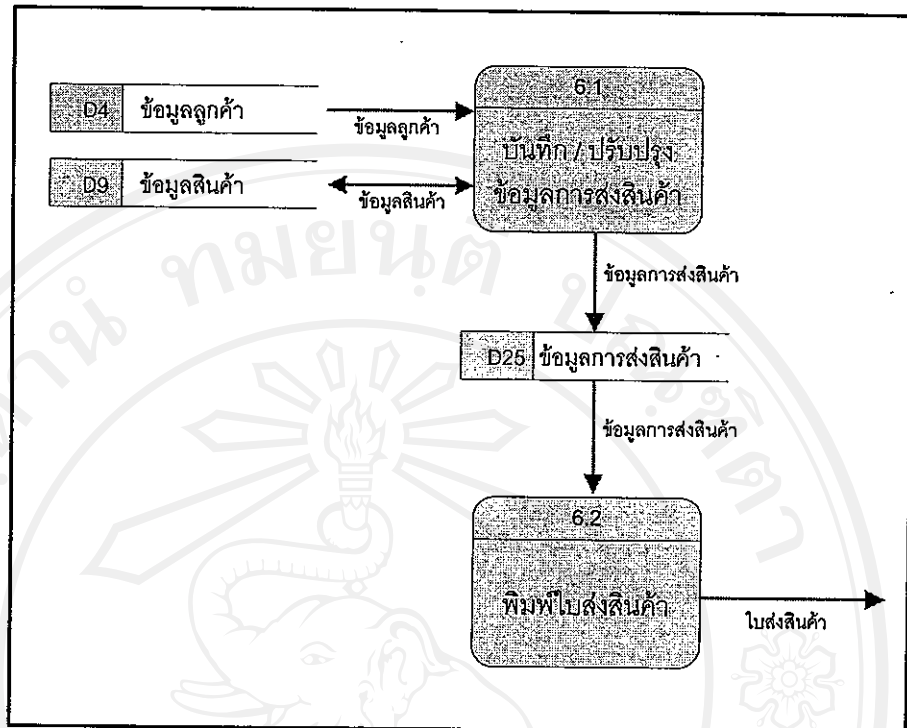 D4 ข้อมูลลูกค้า
ข้อมูลลูกค้า
D9 ข้อมูลสินค้า
ข้อมูลสินค้า
6.1
บันทึก / ปรับปรุง
ข้อมูลการส่งสินค้า
ข้อมูลการส่งสินค้า
D25 ข้อมูลการส่งสินค้า
ข้อมูลการส่งสินค้า
6.2
พิมพ์ใบส่งสินค้า
ใบส่งสินค้า